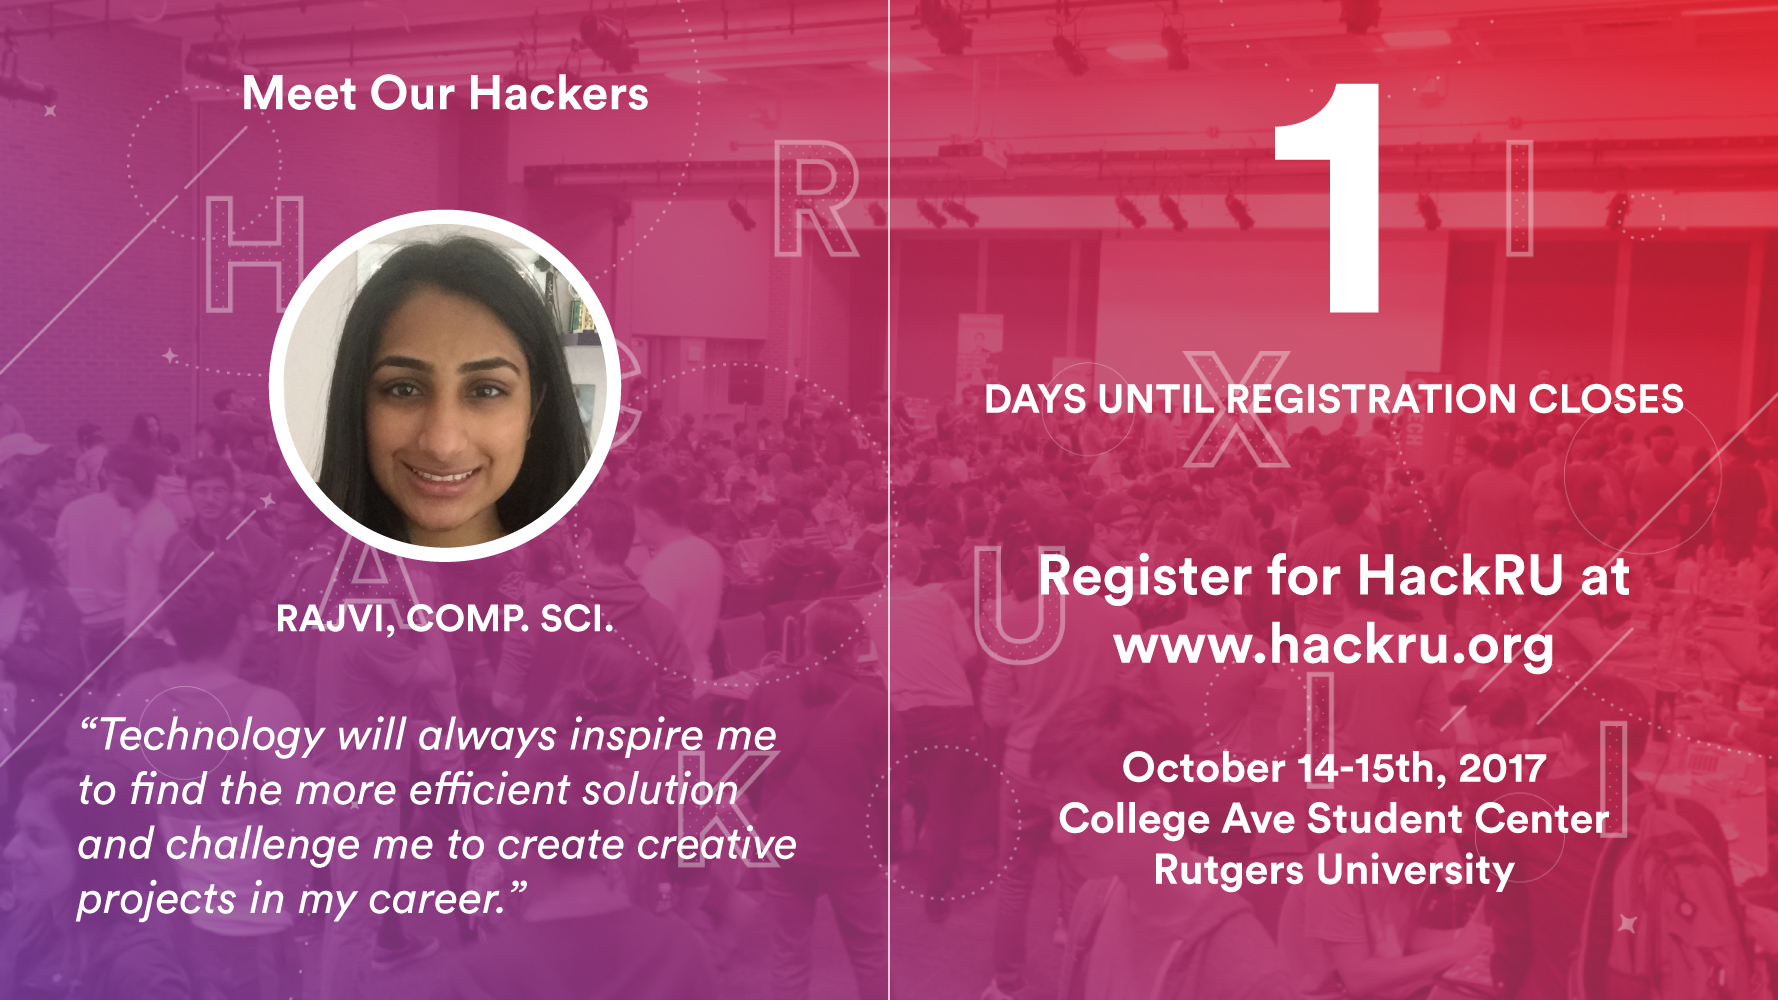 Meet Our Hackers
RAJVI, COMP. SCI.
“Technology will always inspire me
to find the more efficient solution
and challenge me to create creative
projects in my career.”
1
DAYS UNTIL REGISTRATION CLOSES
Register for HackRU at
www.hackru.org
October 14-15th, 2017
College Ave Student Center
Rutgers University
H
A
C
K
R
U
X
I
I
I